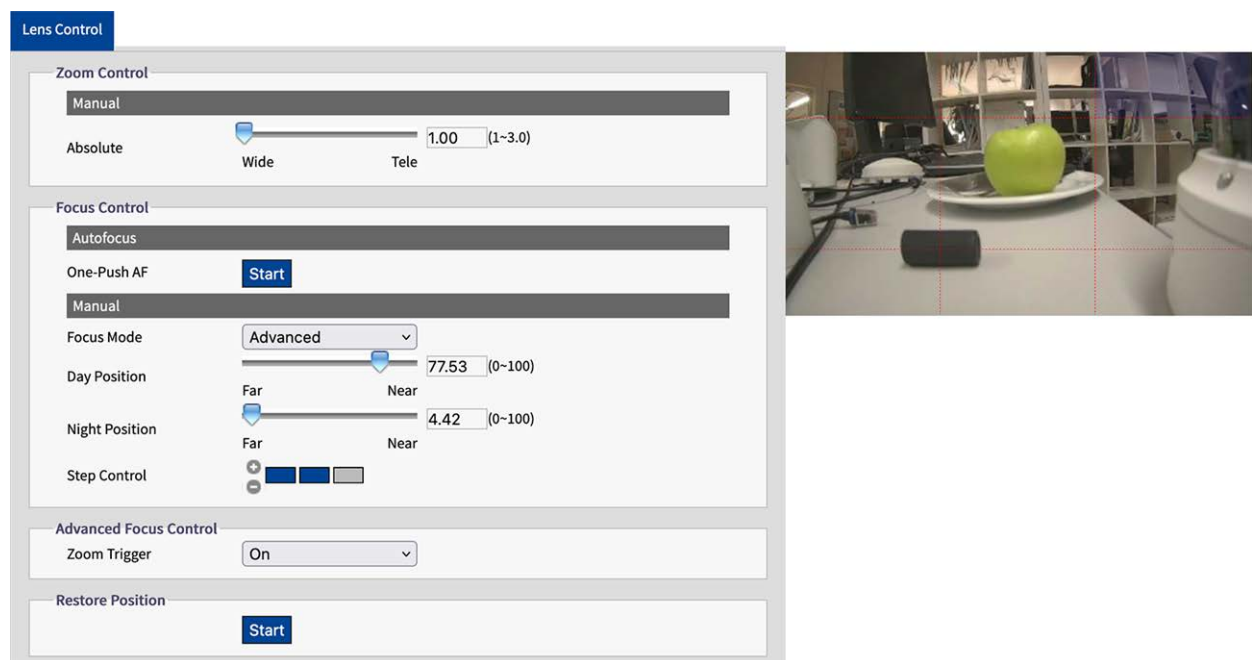 Lens Control
Zoom Control
Manual
Absolute
1.00 (1~3.0)
Wide Tele
Focus Control
Autofocus
One-Push AF Start
Manual
Focus Mode Advanced
Day Position
77.53 (0~100)
Far Near
Night Position
4.42 (0~100)
Far Near
Step Control
Advanced Focus Control
Zoom Trigger On
Restore Position
Start